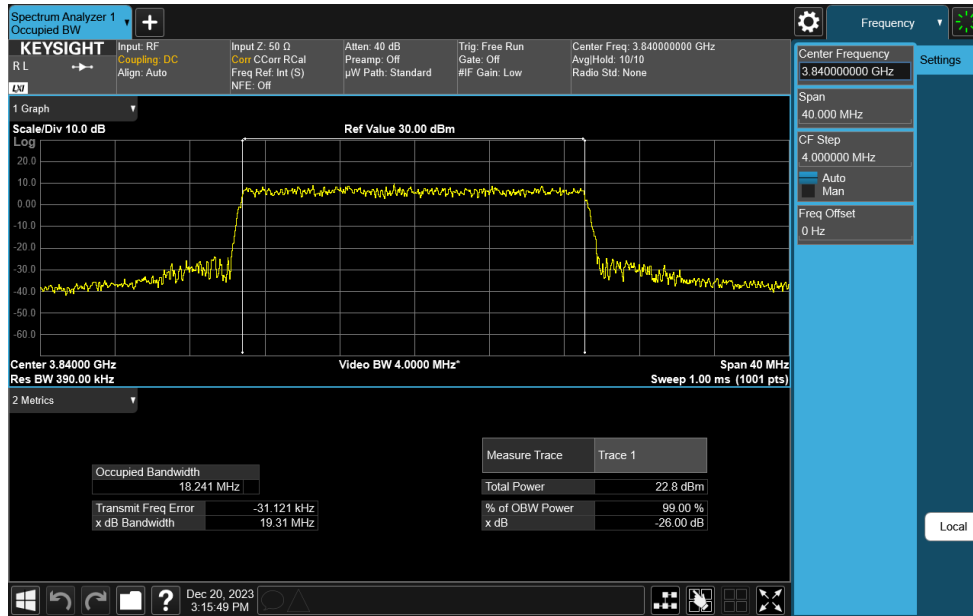 Spectrum Analyzer 1
Occupied BW
Frequency
KEYSIGHT
R L
LXI
Input: RF
Coupling: DC
Align: Auto
Input Z: 50 Ω
Corr CCorr RCal
Freq Ref: Int (S)
NFE: Off
Atten: 40 dB
Preamp: Off
µW Path: Standard
Trig: Free Run
Gate: Off
#IF Gain: Low
Center Freq: 3.840000000 GHz
Avg|Hold: 10/10
Radio Std: None
Center Frequency
3.840000000 GHz
Settings
Span
40.000 MHz
CF Step
4.000000 MHz
Auto
Man
Freq Offset
0 Hz
Local
1 Graph
Scale/Div 10.0 dB
Ref Value 30.00 dBm
Log
20.0
10.0
0.00
-10.0
-20.0
-30.0
-40.0
-50.0
-60.0
Center 3.84000 GHz
Video BW 4.0000 MHz*
Span 40 MHz
Res BW 390.00 kHz
Sweep 1.00 ms (1001 pts)
2 Metrics
Measure Trace Trace 1
Occupied Bandwidth
18.241 MHz
Total Power 22.8 dBm
Transmit Freq Error -31.121 kHz
% of OBW Power 99.00 %
x dB Bandwidth 19.31 MHz
x dB -26.00 dB
?
Dec 20, 2023
3:15:49 PM